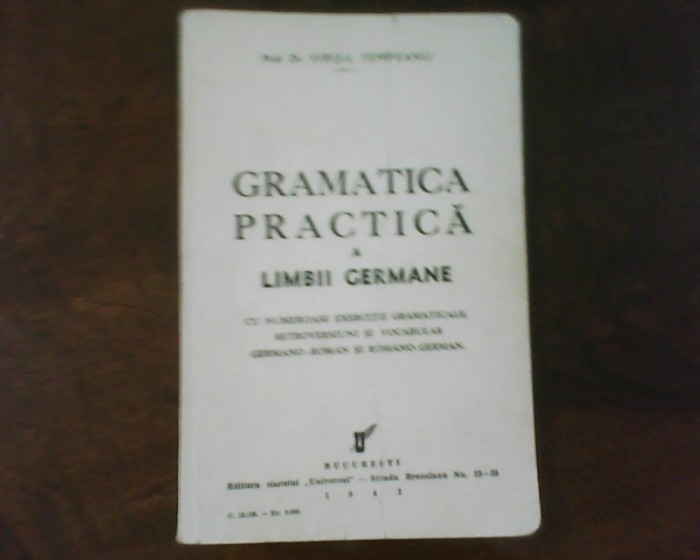 Prof. Dr. VIRGIL TEMPEANU
GRAMATICA
PRACTICĂ
A
LIMBII GERMANE
CU NUMEROASE EXERCIȚII GRAMATICALE,
RETROVERSIUNI ȘI VOCABULAR
GERMANO-ROMÂN ȘI ROMÂNO-GERMAN.
BUCUREȘTI
Editura ziarului „Universul" — Strada Brezoianu No. 23—25